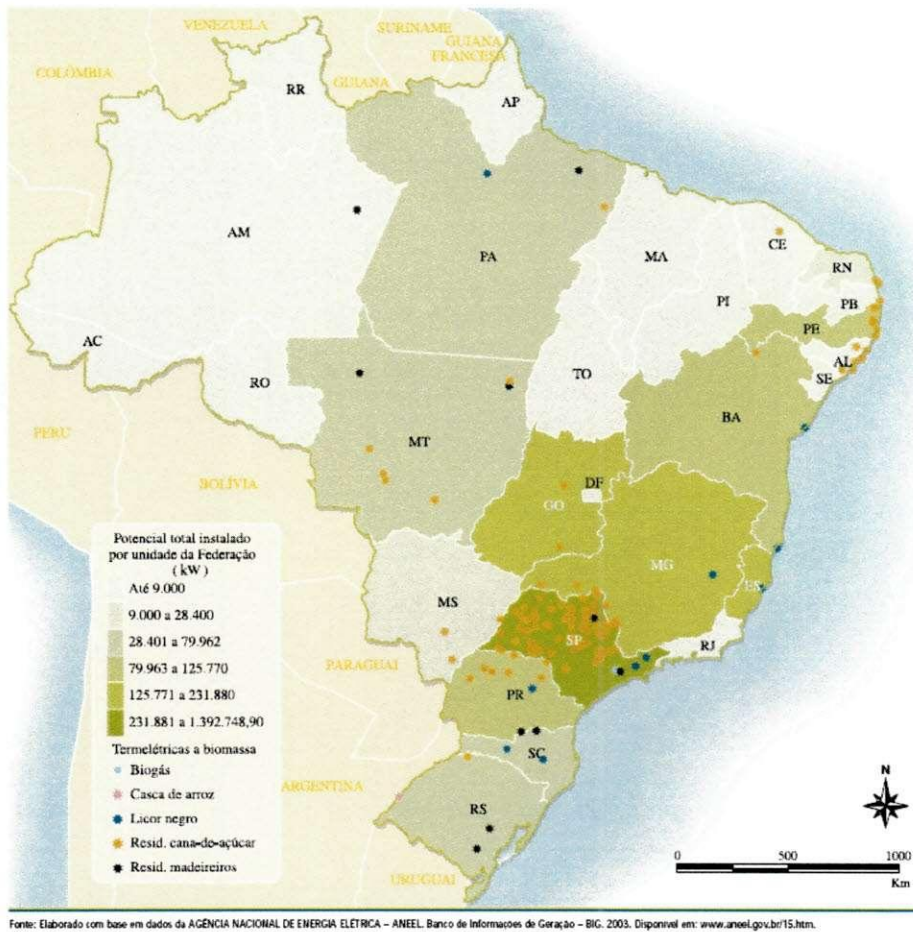 VENEZUELA
SURINAME
GUIANA
FRANCESA
COLÔMBIA
GUIANA
RR
AP
AM
PA
MA
CE
RN
PB
PI
PE
AL
SE
AC
RO
TO
BA
PERU
MT
BOLÍVIA
DF
GO
MG
ES
MS
SP
RJ
PARAGUAI
PR
SC
ARGENTINA
RS
URUGUAI
Potencial total instalado
por unidade da Federação
( kW )
Até 9.000
9.000 a 28.400
28.401 a 79.962
79.963 a 125.770
125.771 a 231.880
231.881 a 1.392.748,90
Termelétricas a biomassa
Biogás
Casca de arroz
Licor negro
Resid. cana-de-açúcar
Resid. madeireiros
N
0 500 1000
Km
Fonte: Elaborado com base em dados da AGÊNCIA NACIONAL DE ENERGIA ELÉTRICA – ANEEL. Banco de Informações de Geração – BIG. 2003. Disponível em: www.aneel.gov.br/15.htm.